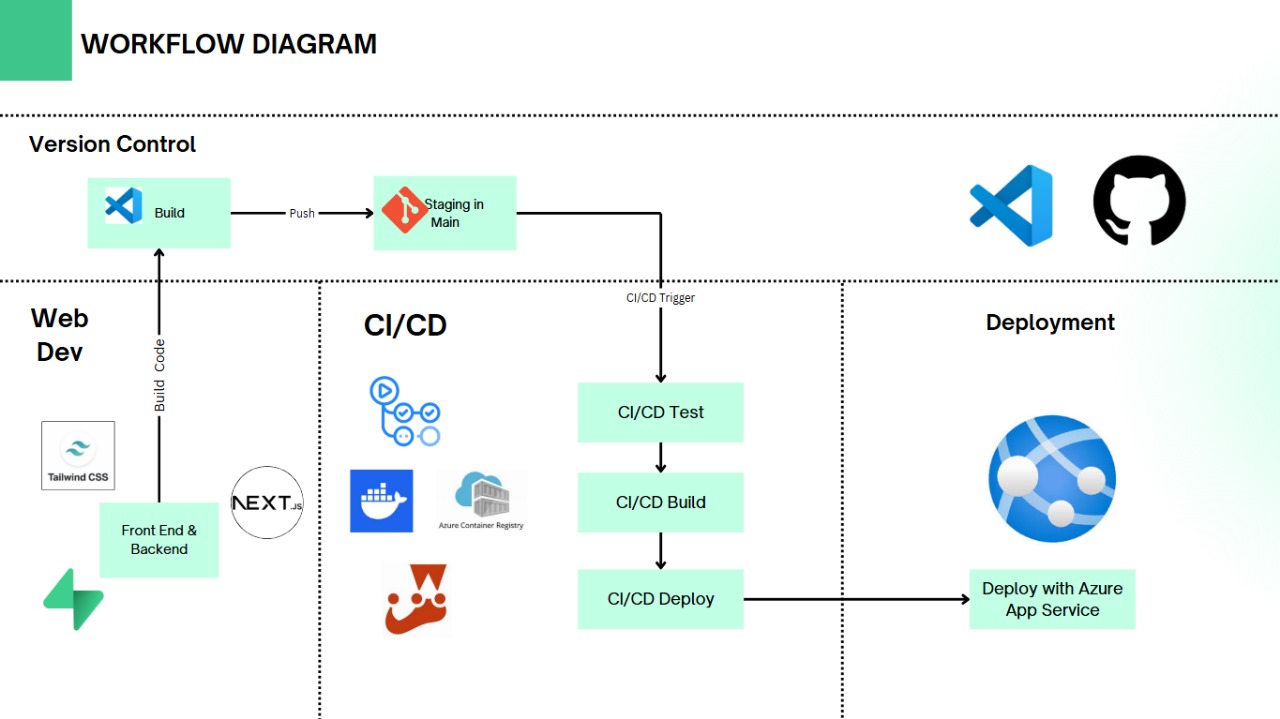 WORKFLOW DIAGRAM
Version Control
Build
Push
Staging in
Main
CI/CD Trigger
Web
Dev
Build Code
Tailwind CSS
NEXT.JS
Front End &
Backend
CI/CD
Azure Container Registry
CI/CD Test
CI/CD Build
CI/CD Deploy
Deployment
Deploy with Azure
App Service